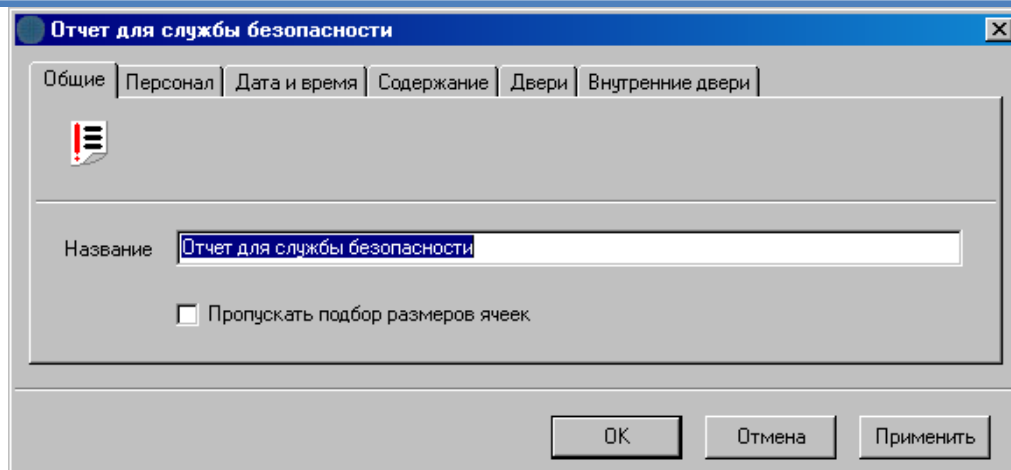 Отчет для службы безопасности
Общие Персонал Дата и время Содержание Двери Внутренние двери
Название Отчет для службы безопасности
Пропускать подбор размеров ячеек
OK Отмена Применить